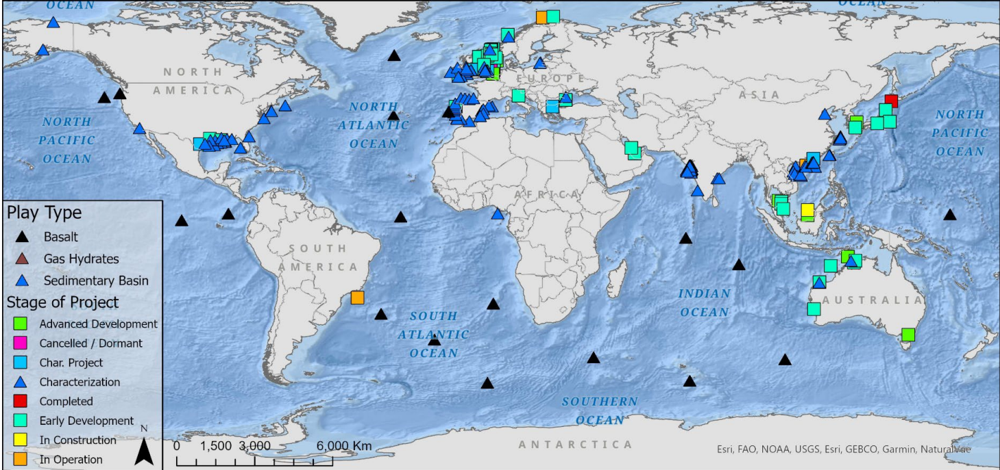 OCEAN
OCEAN
NORTH
AMERICA
EUROPE
ASIA
NORTH
PACIFIC
OCEAN
NORTH
ATLANTIC
OCEAN
NORTH
PACIFIC
OCEAN
AFRICA
SOUTH
AMERICA
INDIAN
OCEAN
AUSTRALIA
SOUTH
ATLANTIC
OCEAN
SOUTHERN
OCEAN
ANTARCTICA
Play Type
Basalt
Gas Hydrates
Sedimentary Basin
Stage of Project
Advanced Development
Cancelled / Dormant
Char. Project
Characterization
Completed
Early Development
In Construction
In Operation
N
0 1,500 3,000 6,000 Km
Esri, FAO, NOAA, USGS, Esri, GEBCO, Garmin, NaturalVue